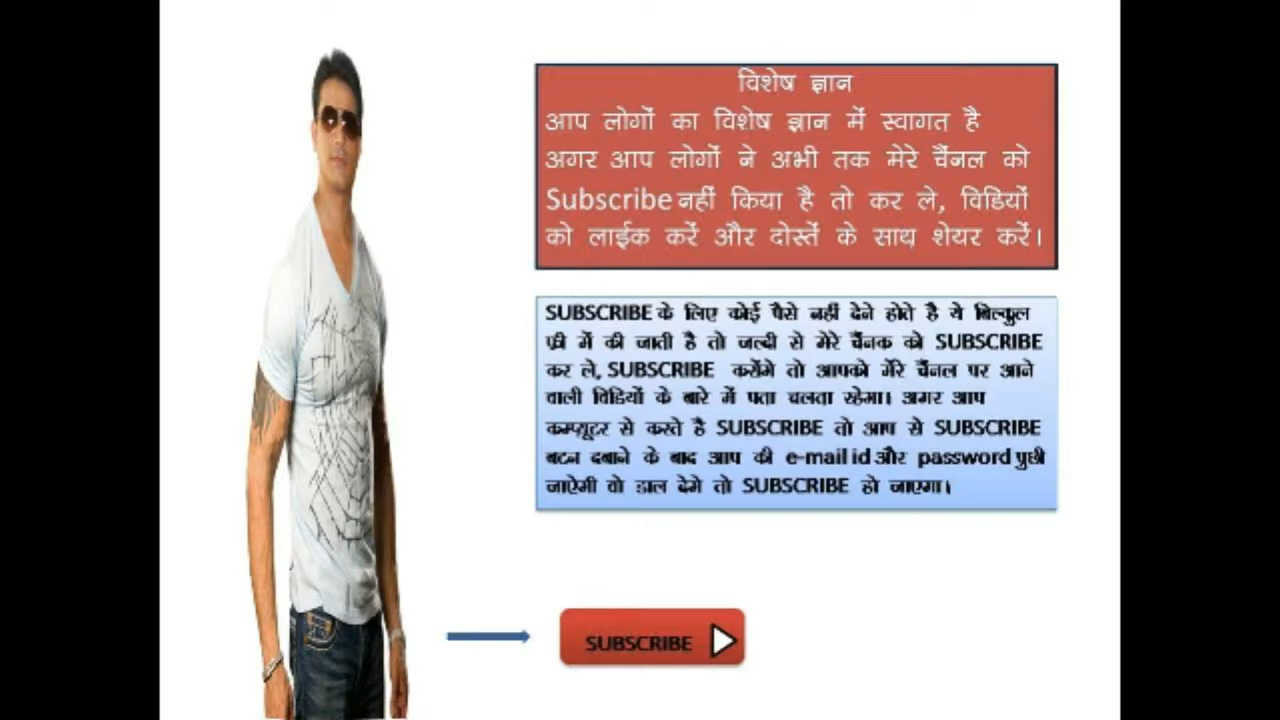 विशेष ज्ञान
आप लोगों का विशेष ज्ञान में स्वागत है
अगर आप लोगों ने अभी तक मेरे चैंनल को
Subscribe नहीं किया है तो कर ले, विडियों
को लाईक करें और दोस्तें के साथ शेयर करें।
SUBSCRIBE के लिए कोई पैसे नहीं देने होते है ये बिल्कुल
फ्री में की जाती है तो जल्दी से मेरे चैंनक को SUBSCRIBE
कर ले, SUBSCRIBE करोंगे तो आपको मेंरे चैंनल पर आने
वाली विडियों के बारे में पता चलता रहेगा। अगर आप
कम्प्यूटर से करते है SUBSCRIBE तो आप से SUBSCRIBE
बटन दबाने के बाद आप की e-mail id और password पुछी
जाऐगी वो डाल देगे तो SUBSCRIBE हो जाएगा।
SUBSCRIBE